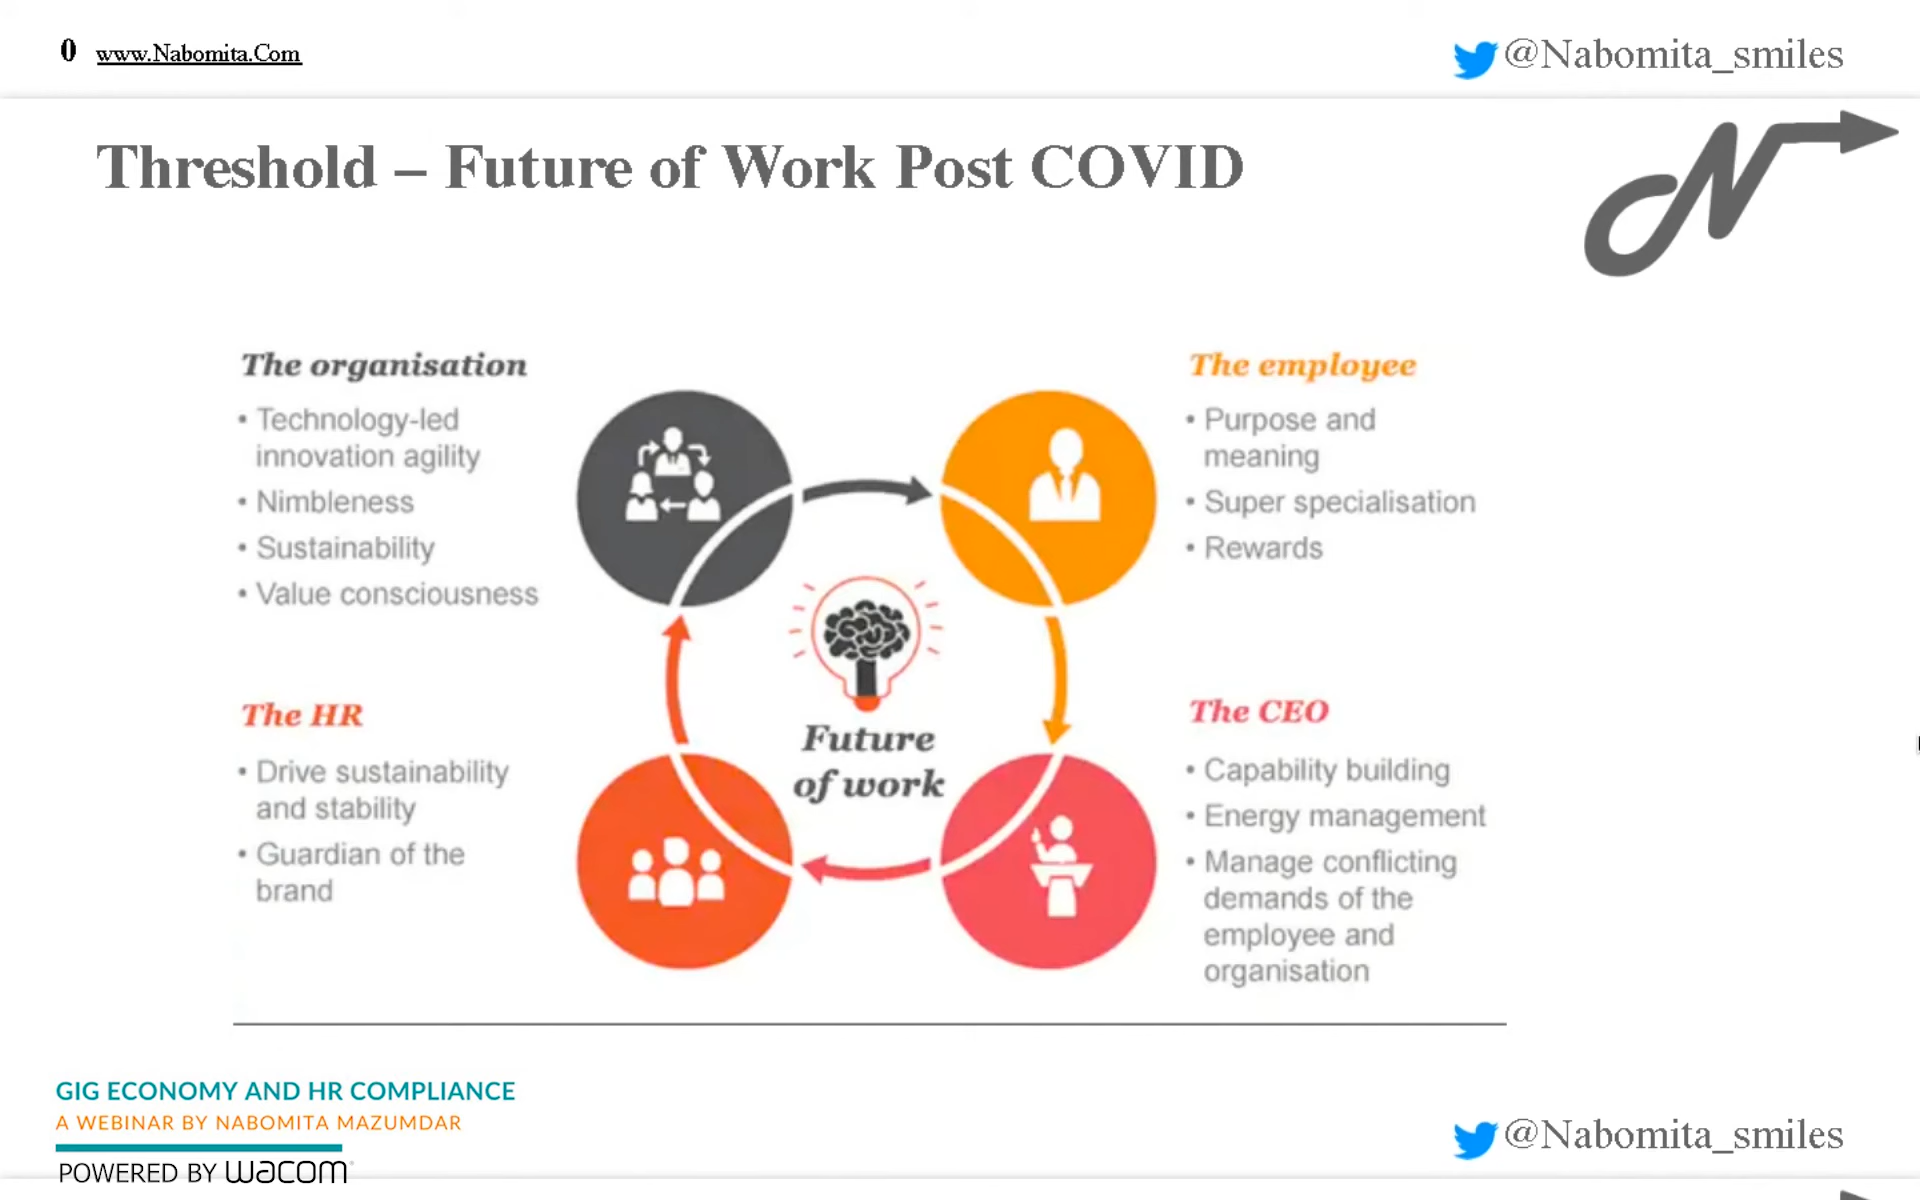 0 www.Nabomita.Com
@Nabomita_smiles
Threshold – Future of Work Post COVID
The organisation
• Technology-led
innovation agility
• Nimbleness
• Sustainability
• Value consciousness
The employee
• Purpose and
meaning
• Super specialisation
• Rewards
Future
of work
The HR
• Drive sustainability
and stability
• Guardian of the
brand
The CEO
• Capability building
• Energy management
• Manage conflicting
demands of the
employee and
organisation
GIG ECONOMY AND HR COMPLIANCE
A WEBINAR BY NABOMITA MAZUMDAR
POWERED BY wacom
@Nabomita_smiles